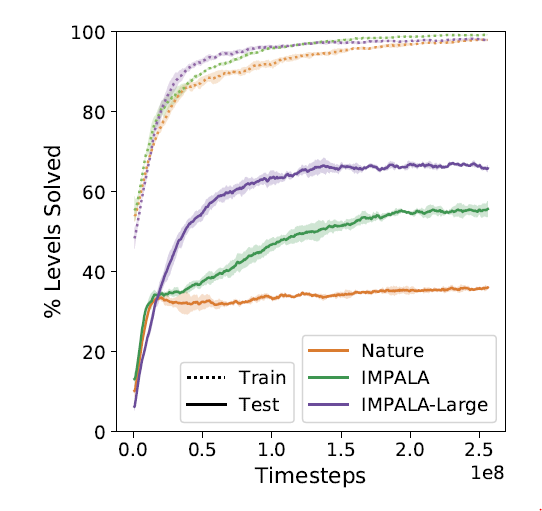 100
80
60
40
20
0
% Levels Solved
Train
Test
Nature
IMPALA
IMPALA-Large
0.0 0.5 1.0 1.5 2.0 2.5
1e8
Timesteps